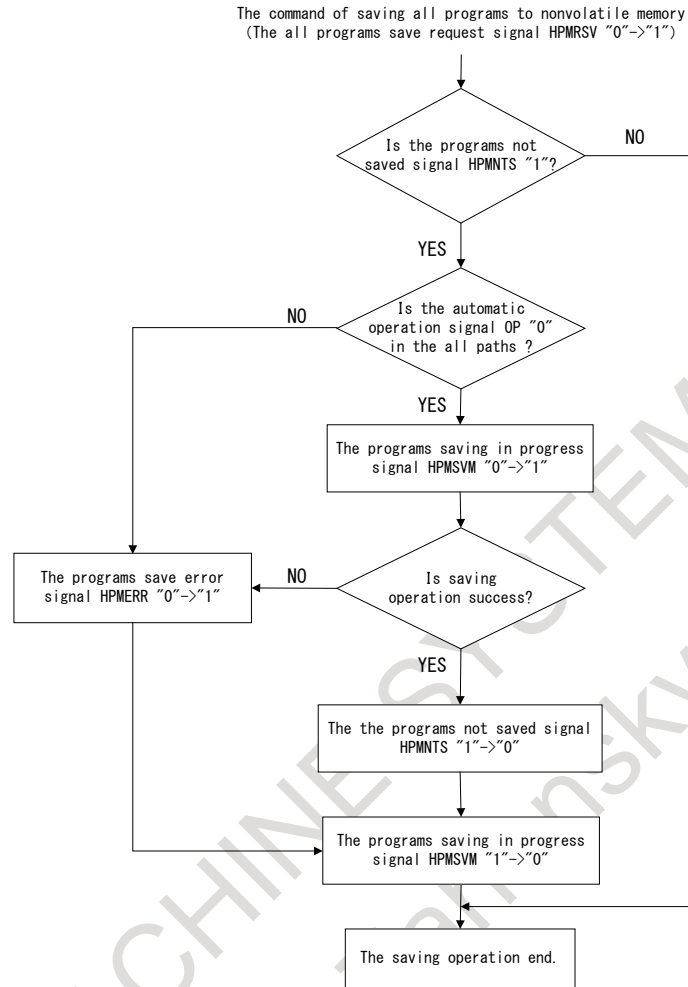 The command of saving all programs to nonvolatile memory
(The all programs save request signal HPMRSV "0"->"1")
Is the programs not
saved signal HPMNTS "1"?
NO
YES
Is the automatic
operation signal OP "0"
in the all paths ?
NO
YES
The programs saving in progress
signal HPMSVM "0"->"1"
Is saving
operation success?
NO
The programs save error
signal HPMERR "0"->"1"
YES
The the programs not saved signal
HPMNTS "1"->"0"
The programs saving in progress
signal HPMSVM "1"->"0"
The saving operation end.